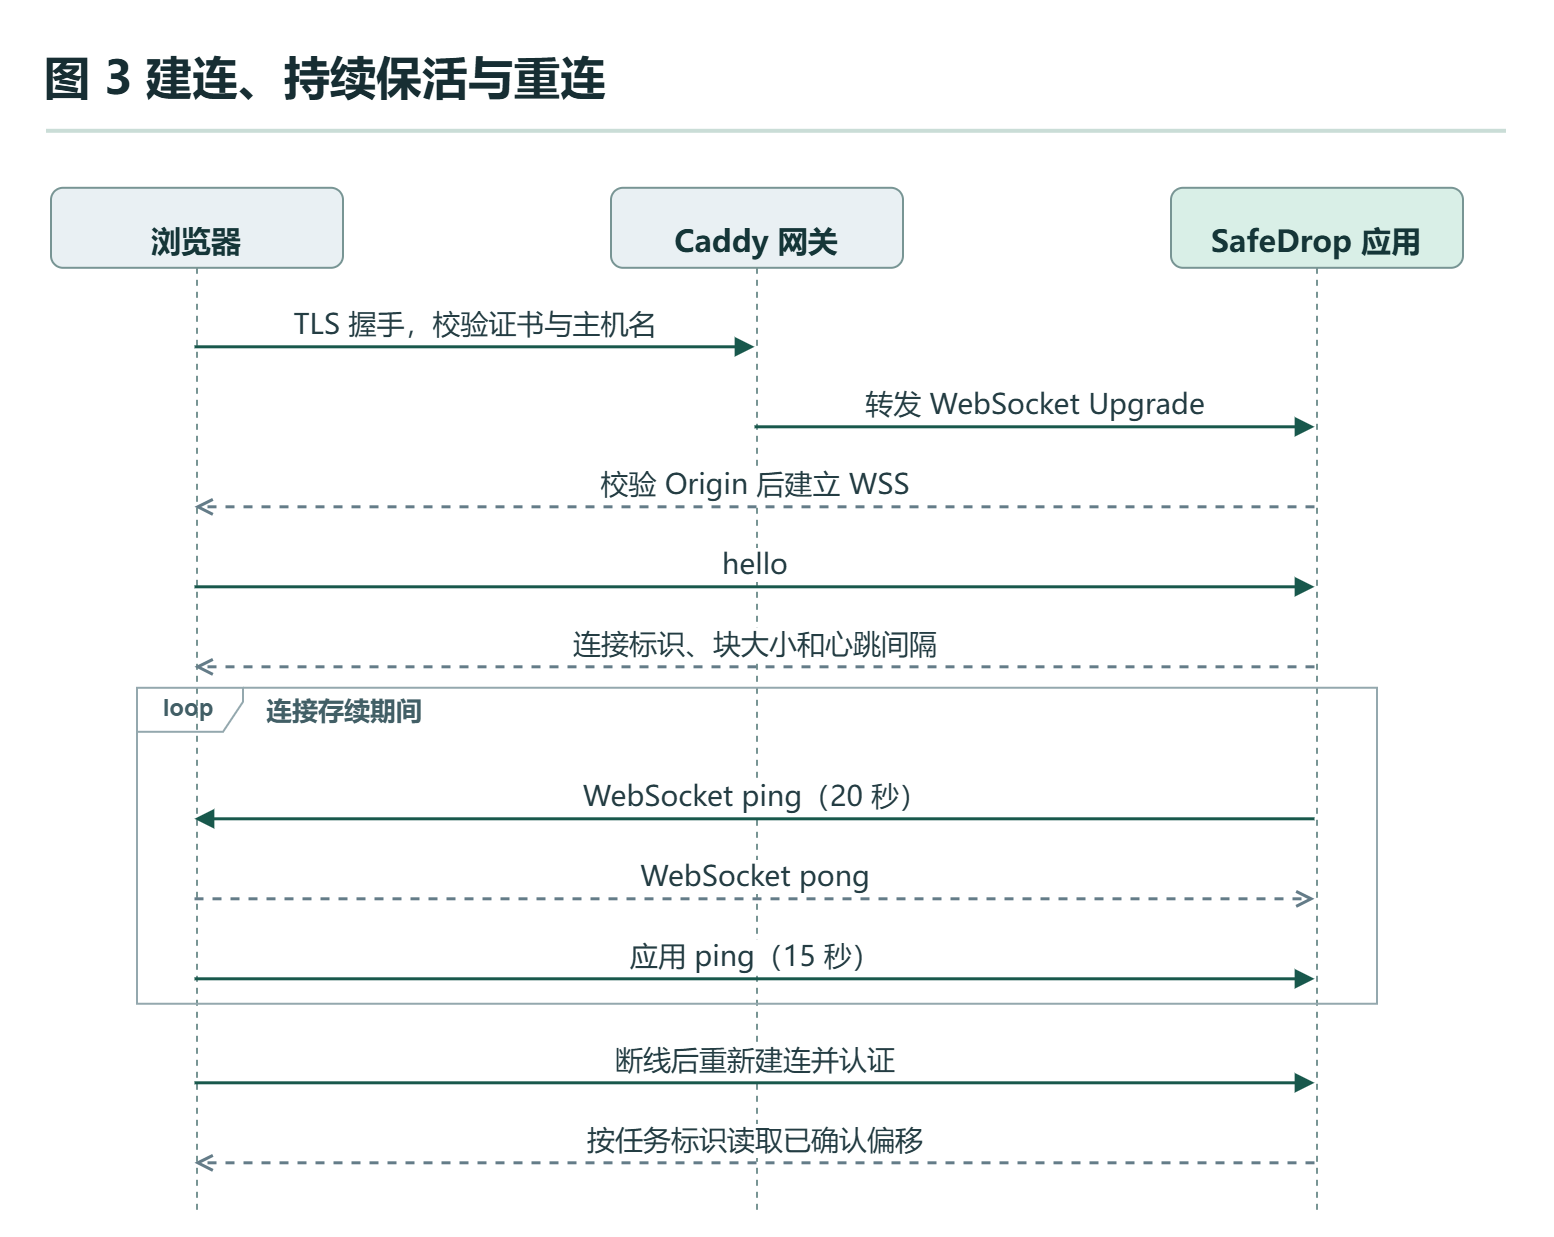 图 3 建连、持续保活与重连
浏览器
Caddy 网关
SafeDrop 应用
TLS 握手，校验证书与主机名
转发 WebSocket Upgrade
校验 Origin 后建立 WSS
hello
连接标识、块大小和心跳间隔
loop
连接存续期间
WebSocket ping（20 秒）
WebSocket pong
应用 ping（15 秒）
断线后重新建连并认证
按任务标识读取已确认偏移